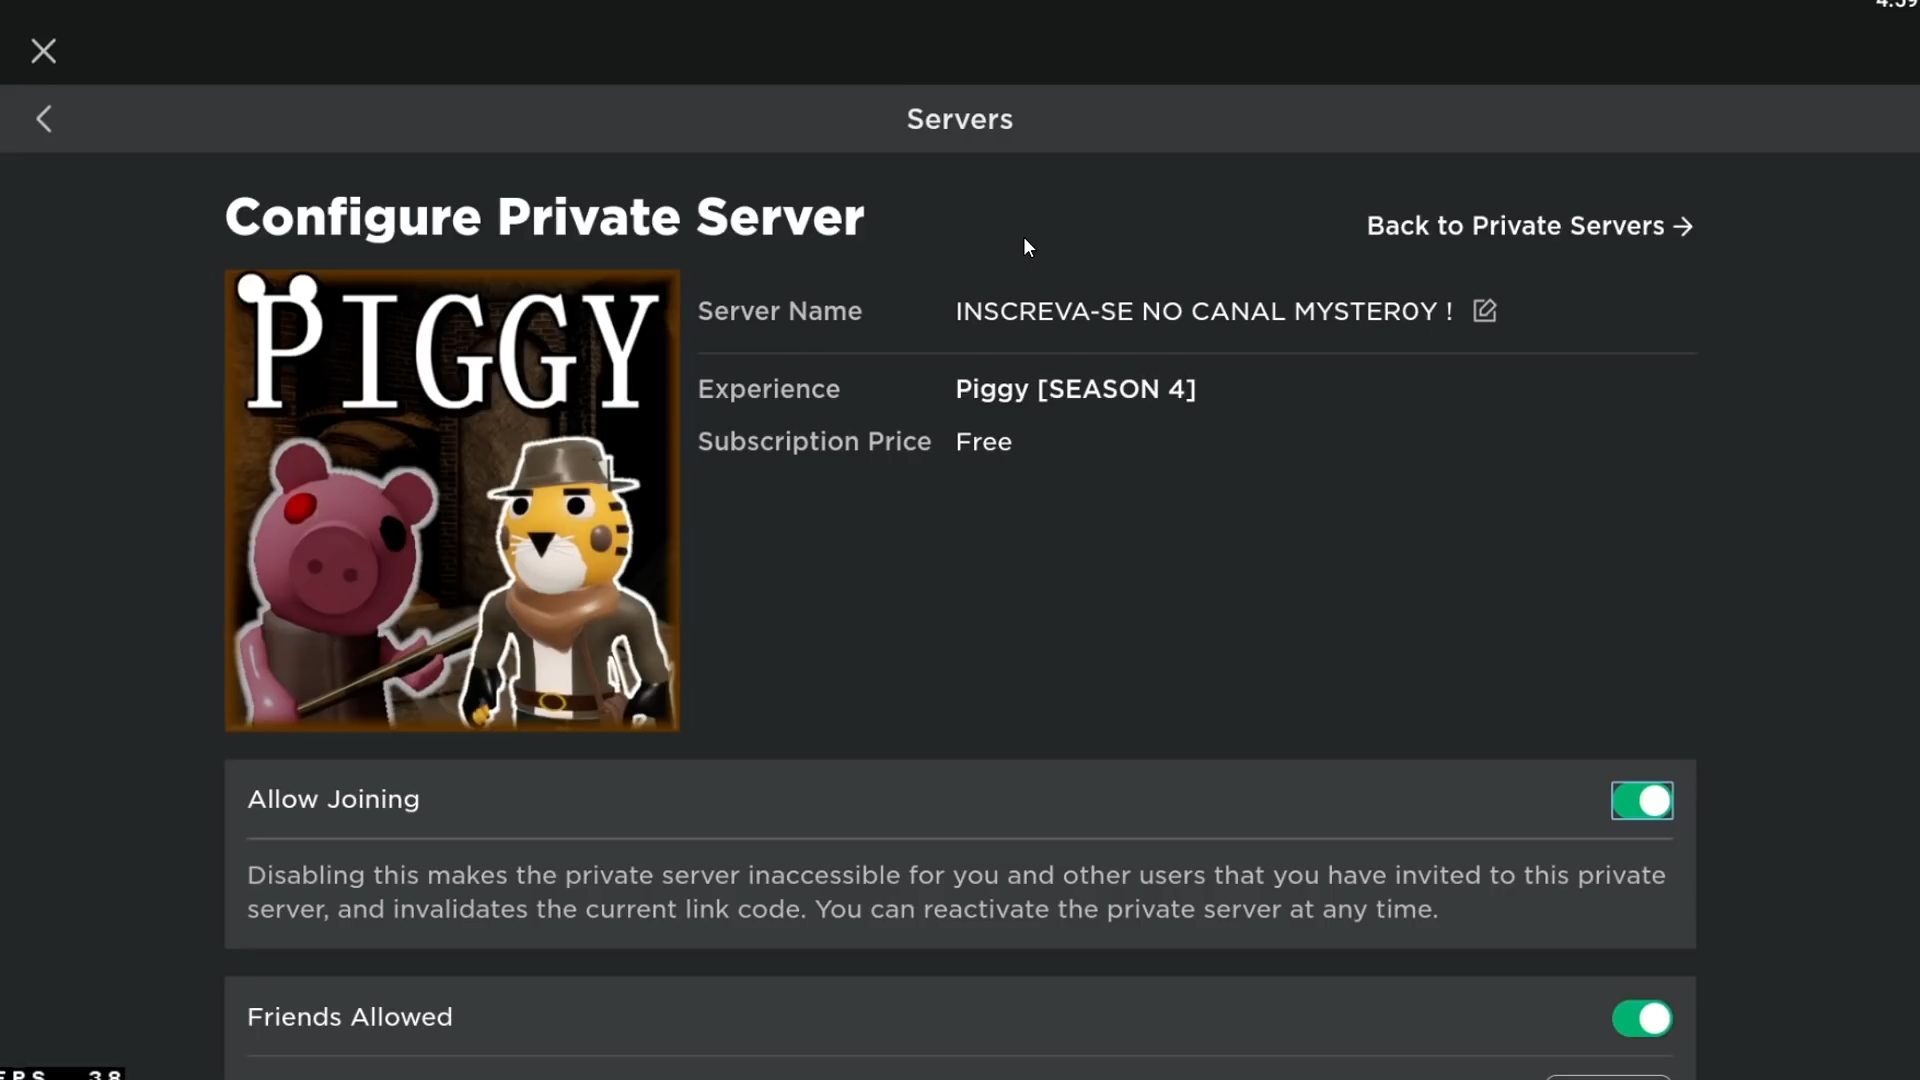 Servers
Configure Private Server
Back to Private Servers →
PIGGY
Server Name INSCREVA-SE NO CANAL MYSTER0Y !
Experience Piggy [SEASON 4]
Subscription Price Free
Allow Joining
Disabling this makes the private server inaccessible for you and other users that you have invited to this private
server, and invalidates the current link code. You can reactivate the private server at any time.
Friends Allowed